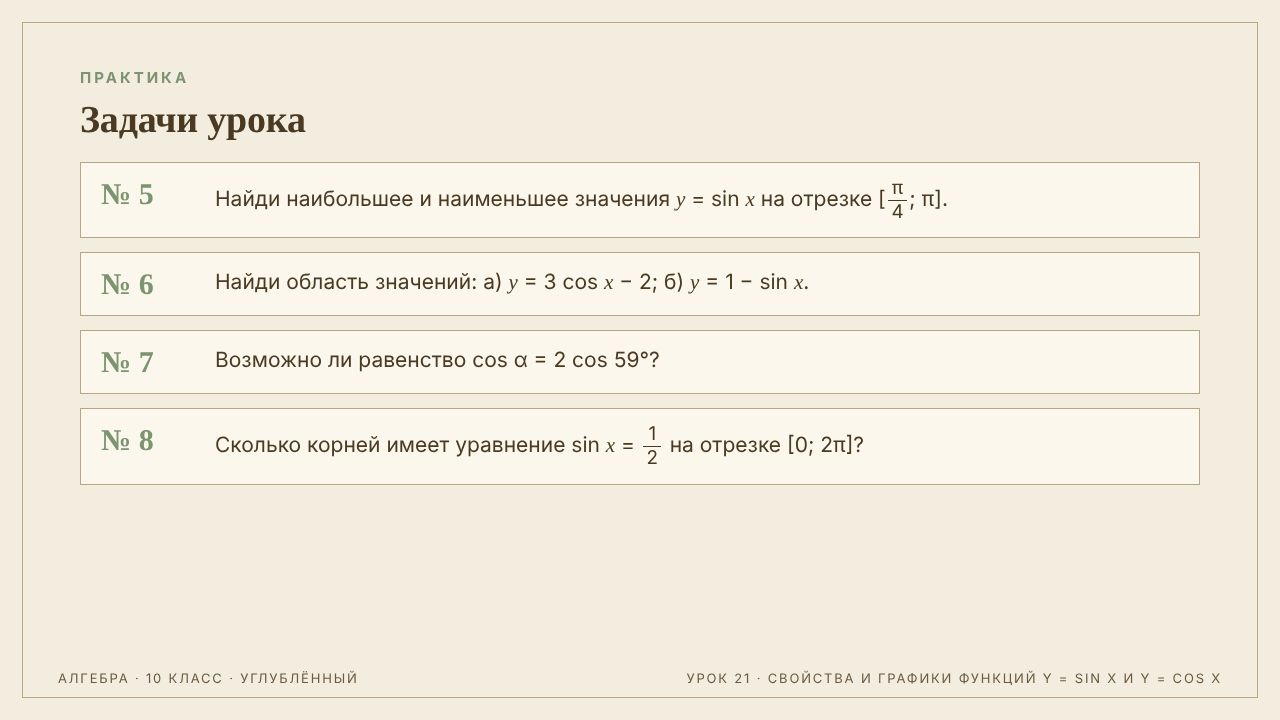 ПРАКТИКА
Задачи урока
№ 5 Найди наибольшее и наименьшее значения y = sin x на отрезке [π/4; π].
№ 6 Найди область значений: а) y = 3 cos x − 2; б) y = 1 − sin x.
№ 7 Возможно ли равенство cos α = 2 cos 59°?
№ 8 Сколько корней имеет уравнение sin x = 1/2 на отрезке [0; 2π]?
АЛГЕБРА · 10 КЛАСС · УГЛУБЛЁННЫЙ
УРОК 21 · СВОЙСТВА И ГРАФИКИ ФУНКЦИЙ Y = SIN X И Y = COS X